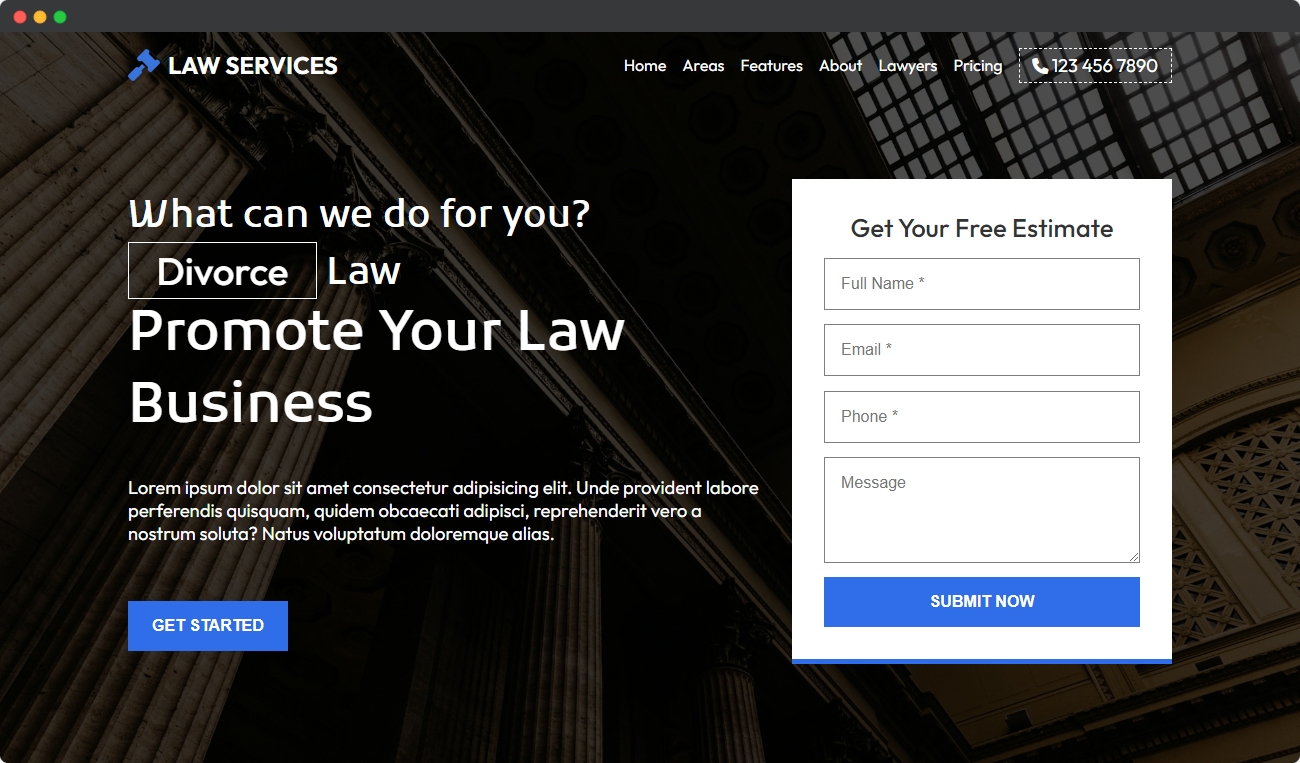 LAW SERVICES
Home Areas Features About Lawyers Pricing 123 456 7890
What can we do for you?
Divorce Law
Promote Your Law
Business
Lorem ipsum dolor sit amet consectetur adipisicing elit. Unde provident labore
perferendis quisquam, quidem obcaecati adipisci, reprehenderit vero a
nostrum soluta? Natus voluptatum doloremque alias.
GET STARTED
Get Your Free Estimate
Full Name *
Email *
Phone *
Message
SUBMIT NOW